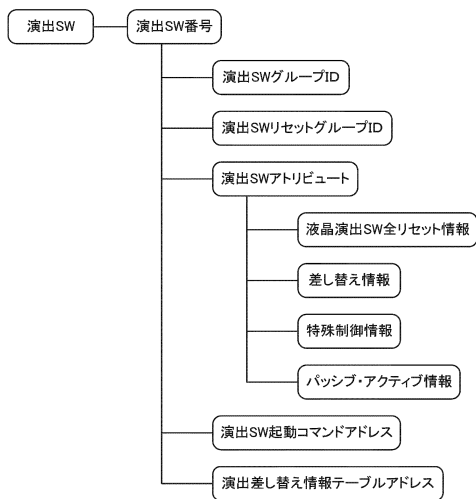 演出SW
演出SW番号
演出SWグループID
演出SWリセットグループID
演出SWアトリビュート
液晶演出SW全リセット情報
差し替え情報
特殊制御情報
パッシブ・アクティブ情報
演出SW起動コマンドアドレス
演出差し替え情報テーブルアドレス